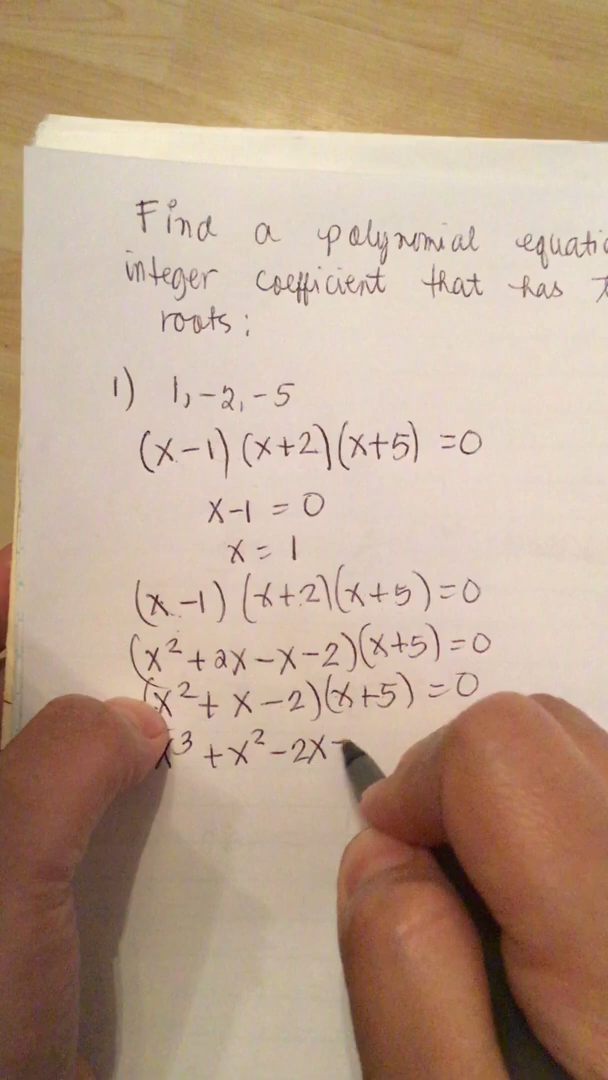 Find a polynomial
integer coefficient that has
roots:
1) 1, -2, -5
(x-1)(x+2)(x+5) =0
x-1 = 0
x = 1
(x-1)(x+2)(x+5)=0
(x²+2x-x-2)(x+5)=0
(x²+x-2)(x+5) =0
x³+x²-2x